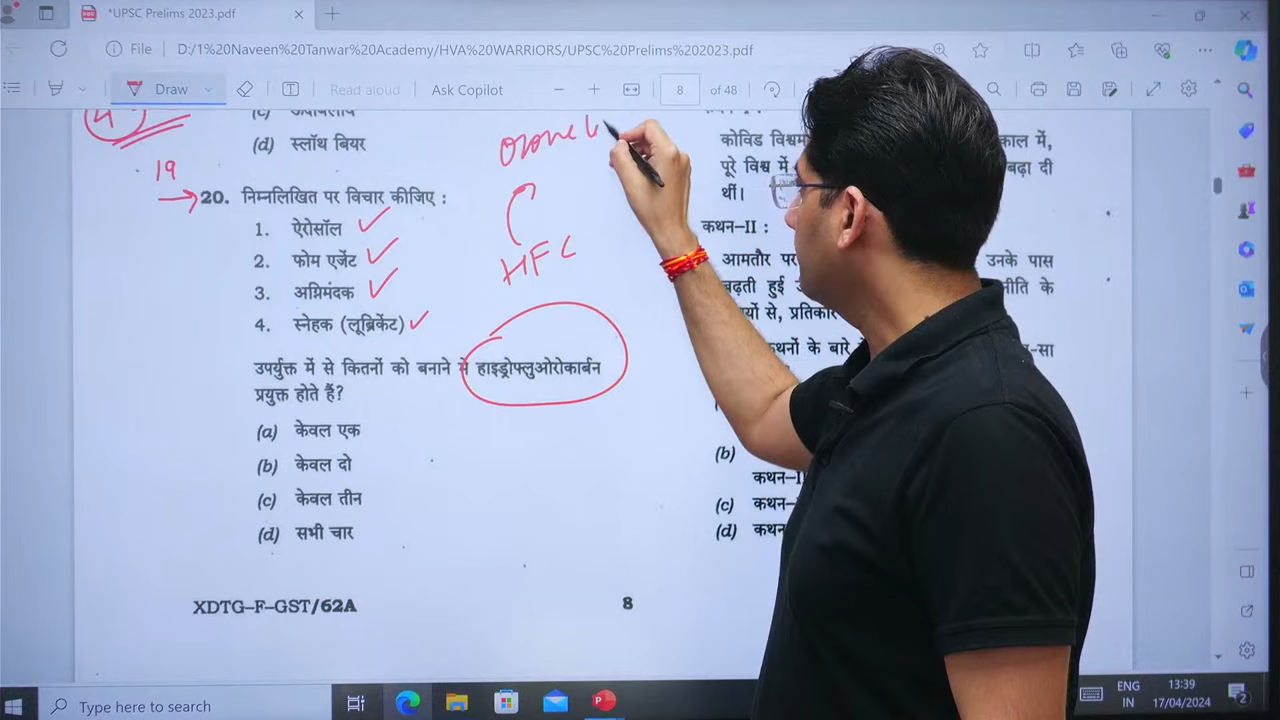 *UPSC Prelims 2023.pdf
File D:/1%20Naveen%20Tanwar%20Academy/HVA%20WARRIORS/UPSC%20Prelims%202023.pdf
Draw Read aloud Ask Copilot 8 of 48
(d) स्लॉथ बियर
19
20. निम्नलिखित पर विचार कीजिए :
1. ऐरोसॉल
2. फोम एजेंट
3. अग्निमंदक
4. स्नेहक (लूब्रिकेंट)
उपर्युक्त में से कितनों को बनाने में हाइड्रोफ्लुओरोकार्बन
प्रयुक्त होते हैं?
(a) केवल एक
(b) केवल दो
(c) केवल तीन
(d) सभी चार
ozone
HFC
काल में,
पूरे विश्व में बढ़ा दी
थीं।
कथन-II :
आमतौर पर उनके पास
(b)
(c)
(d)
XDTG-F-GST/62A
8
Type here to search
ENG 13:39
IN 17/04/2024
2